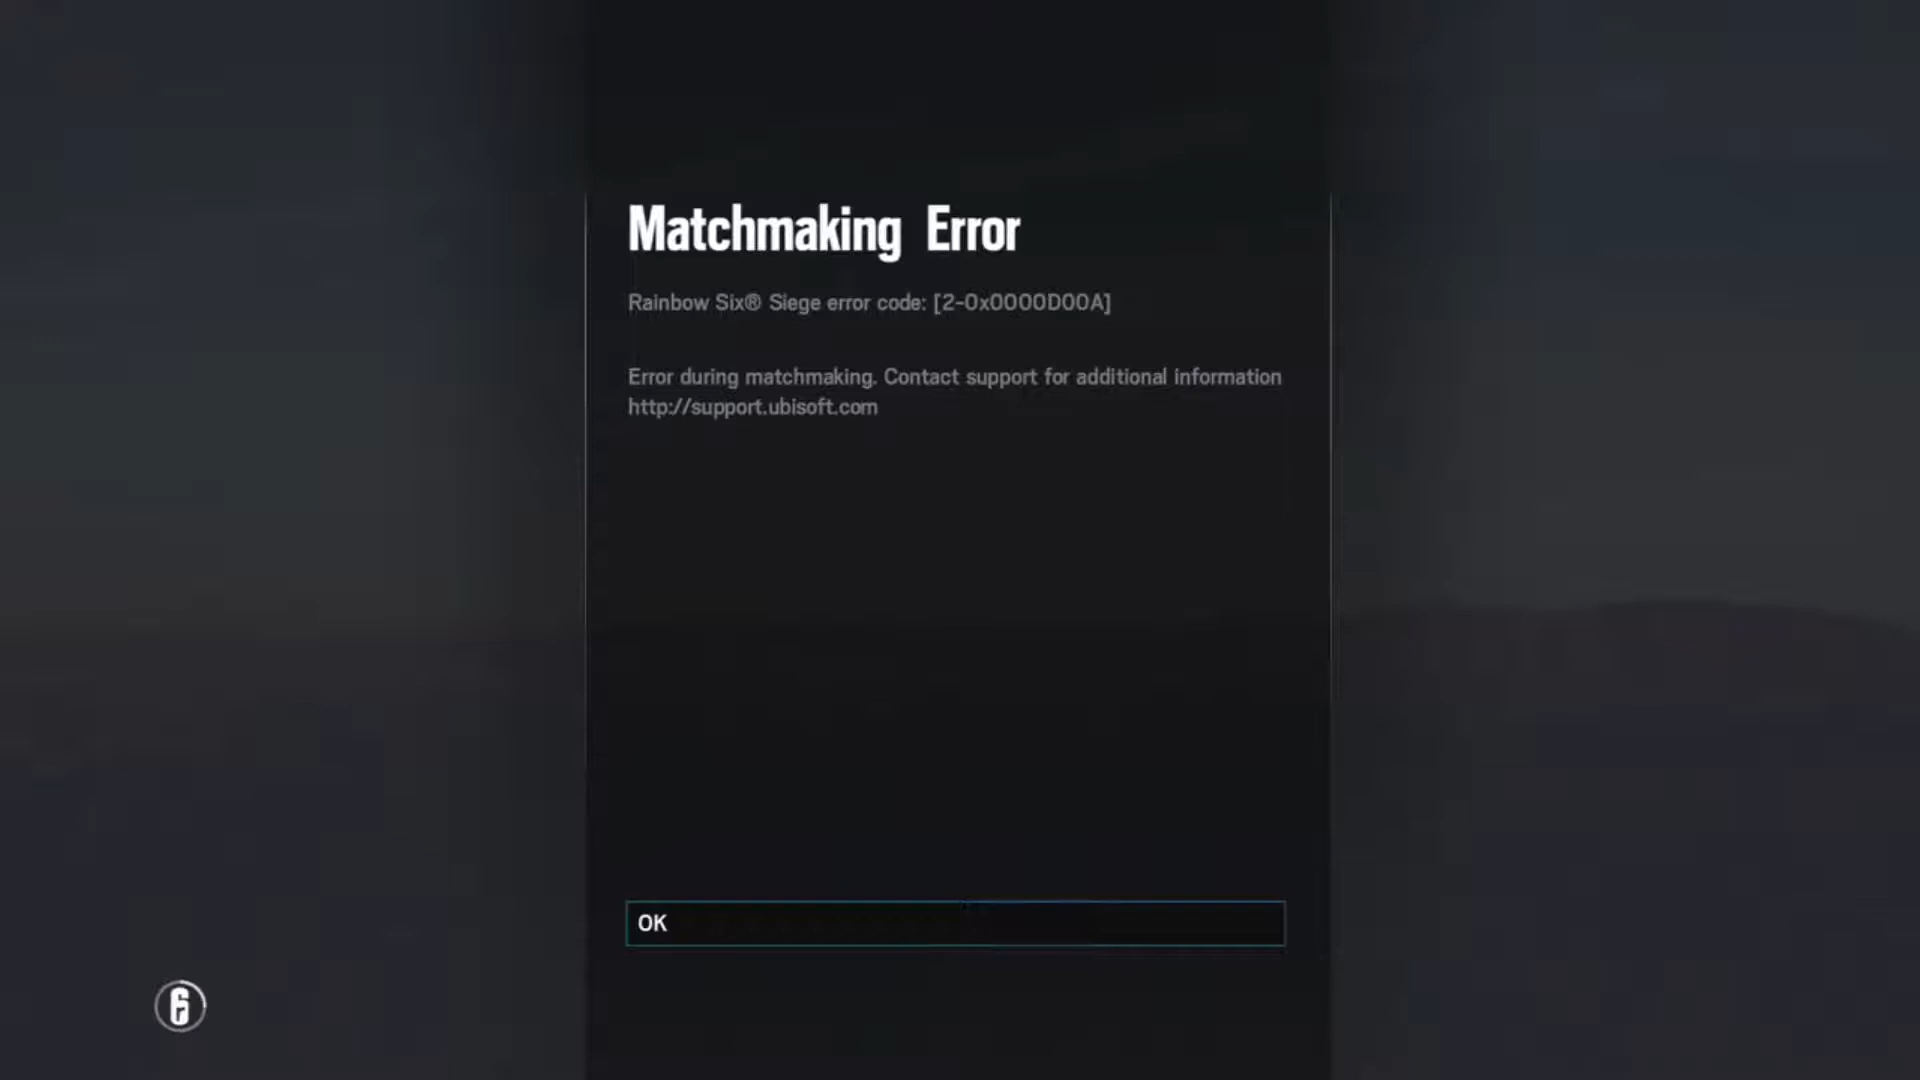 Matchmaking Error
Rainbow Six® Siege error code: [2-0x0000D00A]
Error during matchmaking. Contact support for additional information
http://support.ubisoft.com
OK
6